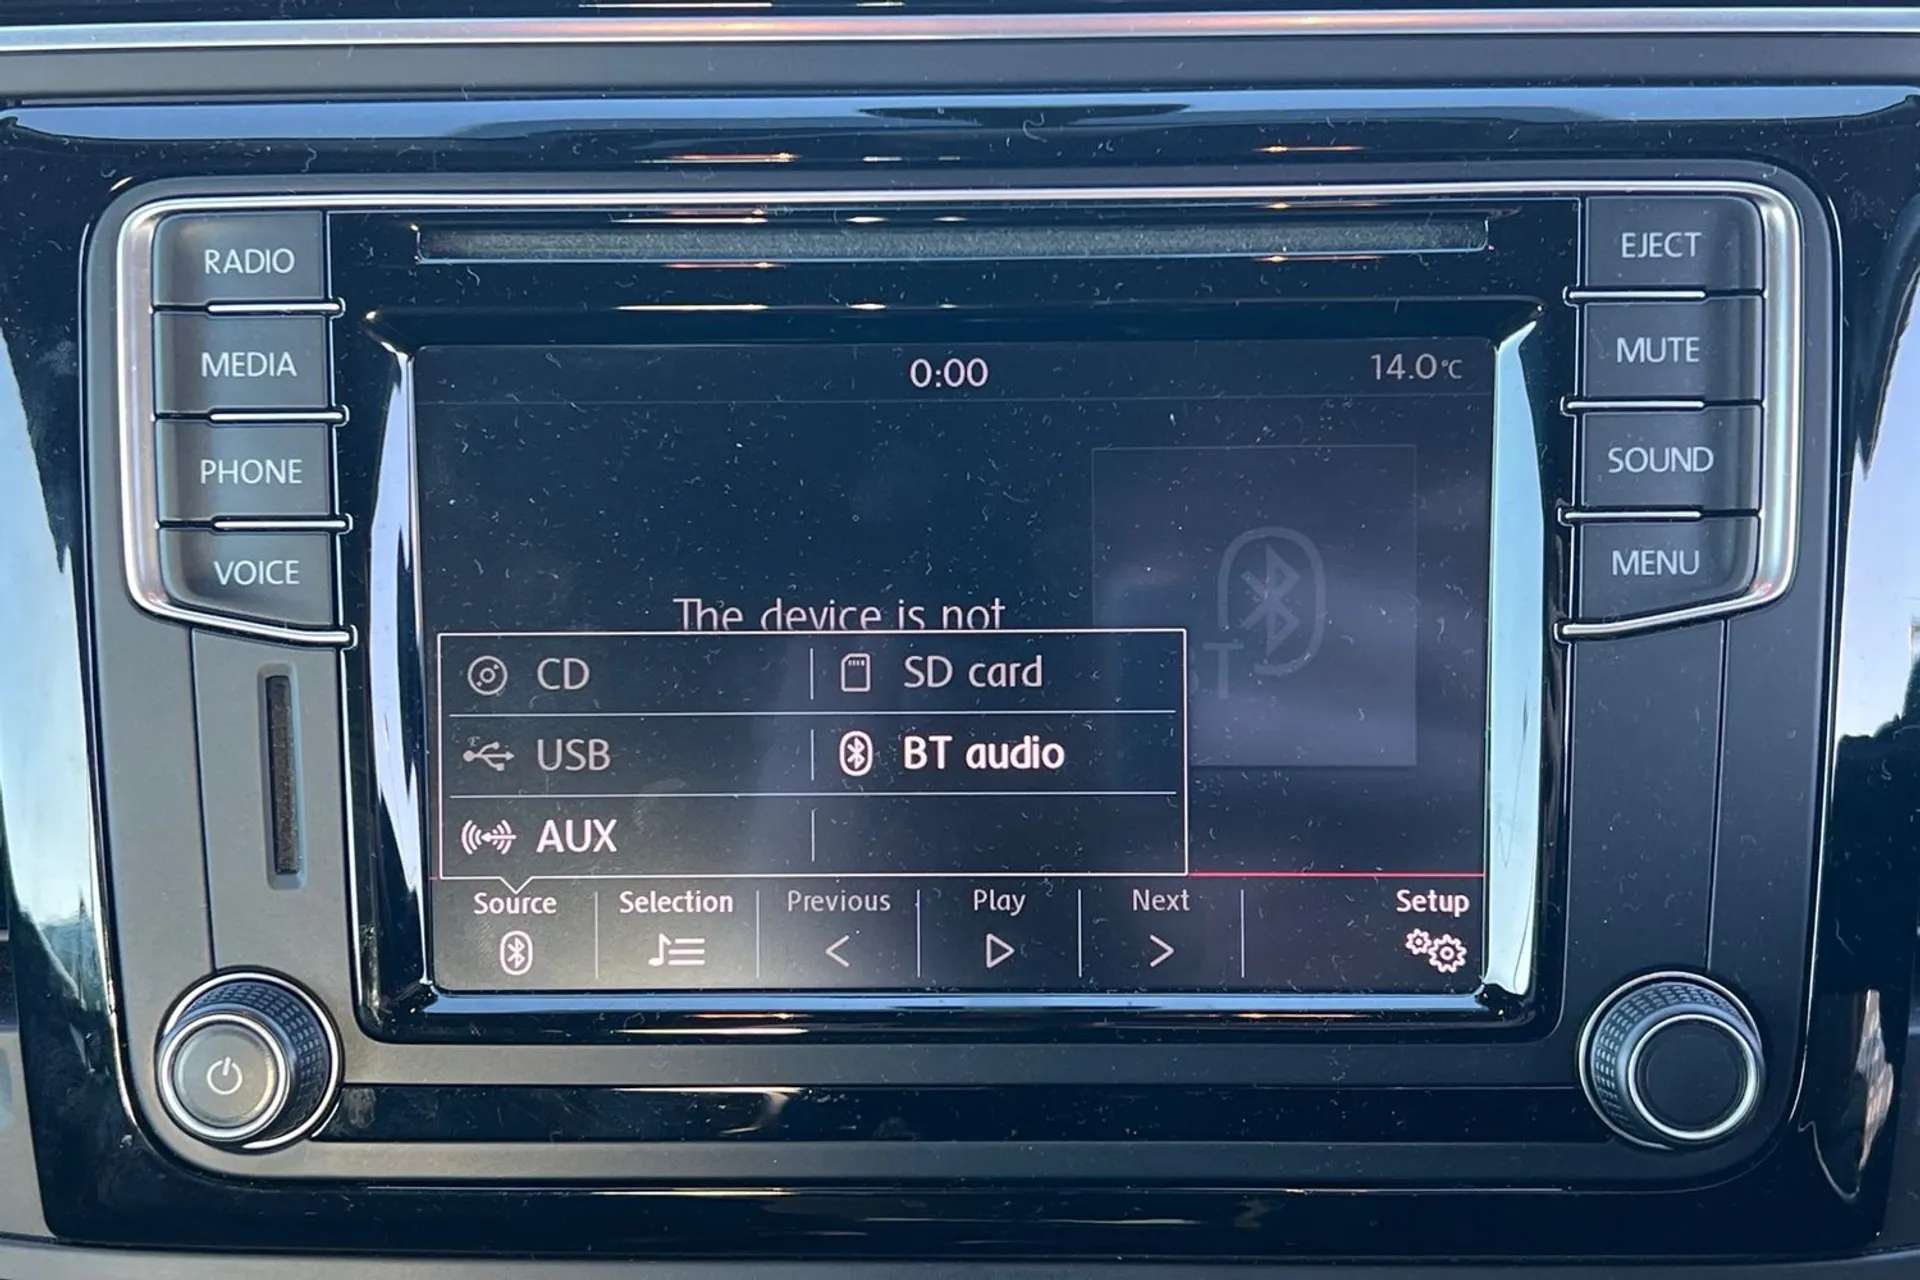 RADIO
MEDIA
PHONE
VOICE
EJECT
MUTE
SOUND
MENU
0:00
14.0°C
The device is not
BT
CD
SD card
USB
BT audio
AUX
Source
Selection
Previous
Play
Next
Setup